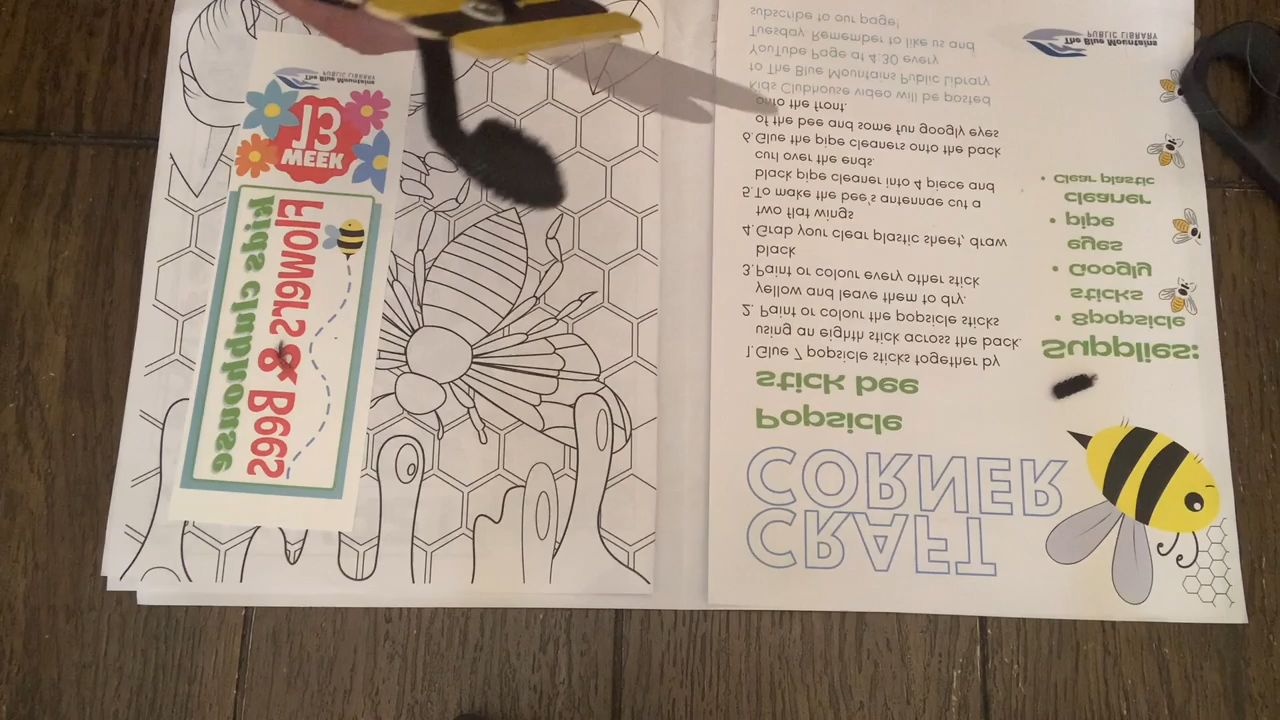 CRAFT
CORNER
Popsicle
stick bee
1.Glue 7 popsicle sticks together by
using an eighth stick across the back.
2. Paint or colour the popsicle sticks
yellow and leave them to dry.
3.Paint or colour every other stick
black
4.Grab your clear plastic sheet, draw
two flat wings
5.To make the bee's antennae cut a
black pipe cleaner into 4 piece and
curl over the ends.
6.Glue the pipe cleaners onto the back
of the bee and some fun googly eyes
onto the front.
Kids Clubhouse video will be posted
to The Blue Mountains Public Library
YouTube Page at 4:30 every
Tuesday. Remember to like us and
subscribe to our page!
Supplies:
• 8popsicle
sticks
• Googly
eyes
• pipe
cleaner
• Clear plastic
The Blue Mountains
PUBLIC LIBRARY
kids clubhouse
Flowers & Bees
WEEK
13
The Blue Mountains
PUBLIC LIBRARY